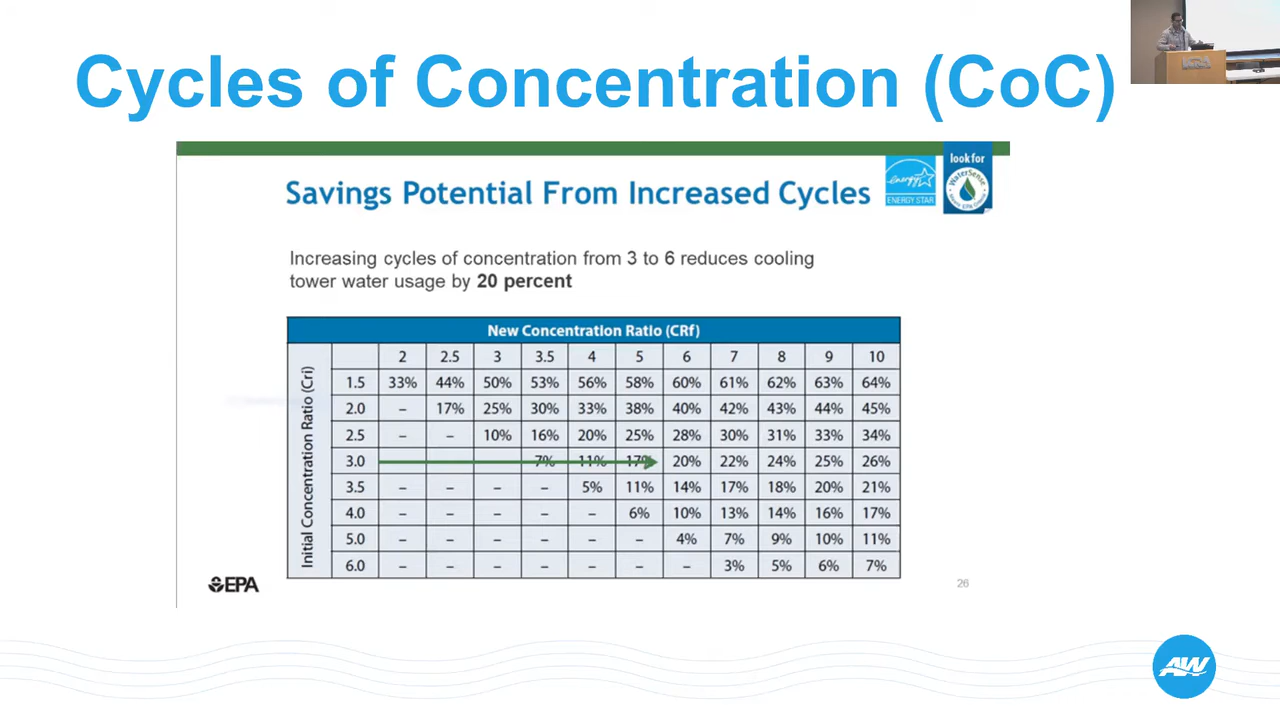 Cycles of Concentration (CoC)
Savings Potential From Increased Cycles
energy
ENERGY STAR
look for
WaterSense
Increasing cycles of concentration from 3 to 6 reduces cooling
tower water usage by 20 percent
New Concentration Ratio (CRf)
Initial Concentration Ratio (Cri)
2 2.5 3 3.5 4 5 6 7 8 9 10
1.5 33% 44% 50% 53% 56% 58% 60% 61% 62% 63% 64%
2.0 – 17% 25% 30% 33% 38% 40% 42% 43% 44% 45%
2.5 – – 10% 16% 20% 25% 28% 30% 31% 33% 34%
3.0 7% 11% 17% 20% 22% 24% 25% 26%
3.5 – – – – 5% 11% 14% 17% 18% 20% 21%
4.0 – – – – – 6% 10% 13% 14% 16% 17%
5.0 – – – – – – 4% 7% 9% 10% 11%
6.0 – – – – – – – 3% 5% 6% 7%
EPA
26
AW